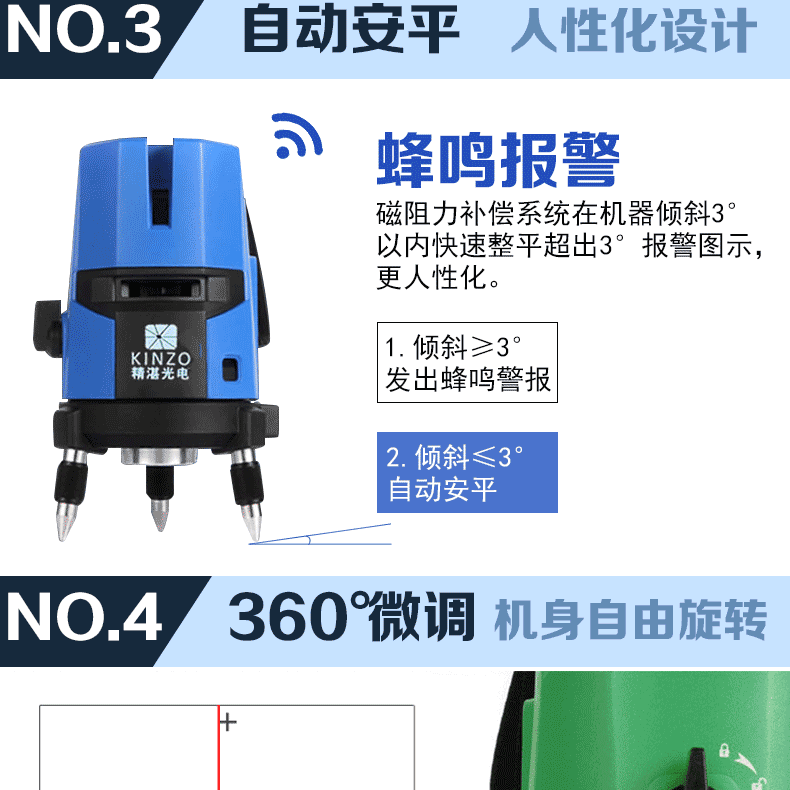 NO.3 自动安平 人性化设计
蜂鸣报警
磁阻力补偿系统在机器倾斜3°
以内快速整平超出3°报警图示，
更人性化。
1.倾斜≥3°
发出蜂鸣警报
2.倾斜≤3°
自动安平
KINZO
精湛光电
NO.4 360°微调 机身自由旋转